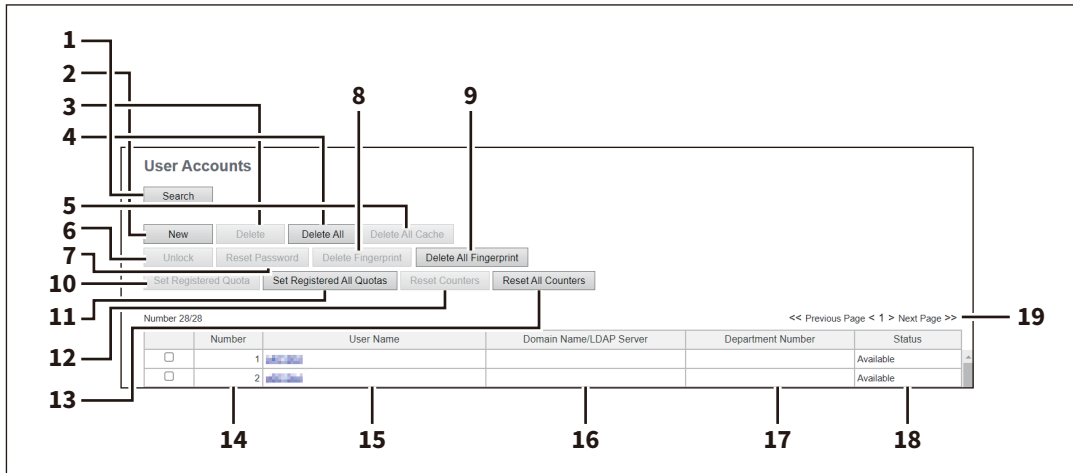 1
2
3
8
9
4
User Accounts
Search
5
New Delete Delete All Delete All Cache
6
Unlock Reset Password Delete Fingerprint Delete All Fingerprint
7
10
Set Registered Quota Set Registered All Quotas Reset Counters Reset All Counters
11
Number 28/28 << Previous Page < 1 > Next Page >>
19
12
Number User Name Domain Name/LDAP Server Department Number Status
1 Available
2 Available
13
14 15 16 17 18